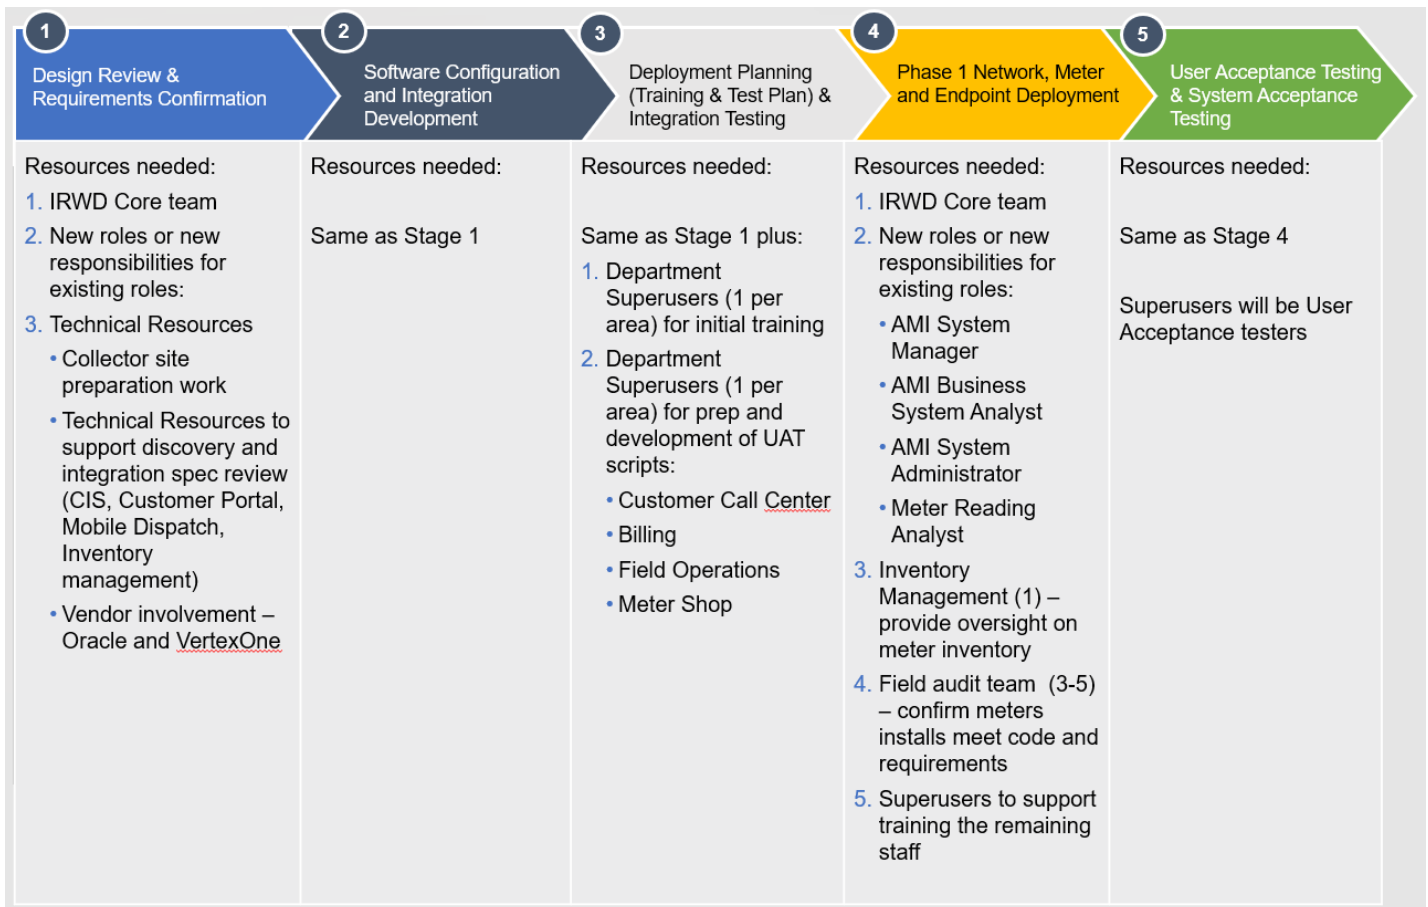 1
Design Review &
Requirements Confirmation
2
Software Configuration
and Integration
Development
3
Deployment Planning
(Training & Test Plan) &
Integration Testing
4
Phase 1 Network, Meter
and Endpoint Deployment
5
User Acceptance Testing
& System Acceptance
Testing
Resources needed:
1. IRWD Core team
2. New roles or new
responsibilities for
existing roles:
3. Technical Resources
• Collector site
preparation work
• Technical Resources to
support discovery and
integration spec review
(CIS, Customer Portal,
Mobile Dispatch,
Inventory
management)
• Vendor involvement –
Oracle and VertexOne
Resources needed:
Same as Stage 1
Resources needed:
Same as Stage 1 plus:
1. Department
Superusers (1 per
area) for initial training
2. Department
Superusers (1 per
area) for prep and
development of UAT
scripts:
• Customer Call Center
• Billing
• Field Operations
• Meter Shop
Resources needed:
1. IRWD Core team
2. New roles or new
responsibilities for
existing roles:
• AMI System
Manager
• AMI Business
System Analyst
• AMI System
Administrator
• Meter Reading
Analyst
3. Inventory
Management (1) –
provide oversight on
meter inventory
4. Field audit team (3-5)
– confirm meters
installs meet code and
requirements
5. Superusers to support
training the remaining
staff
Resources needed:
Same as Stage 4
Superusers will be User
Acceptance testers